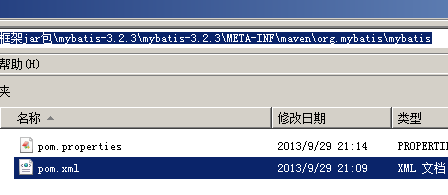 框架jar包\mybatis-3.2.3\mybatis-3.2.3\META-INF\maven\org.mybatis\mybatis
帮助(H)
夹
名称 修改日期 类型
pom.properties 2013/9/29 21:14 PROPERTI
pom.xml 2013/9/29 21:09 XML 文档